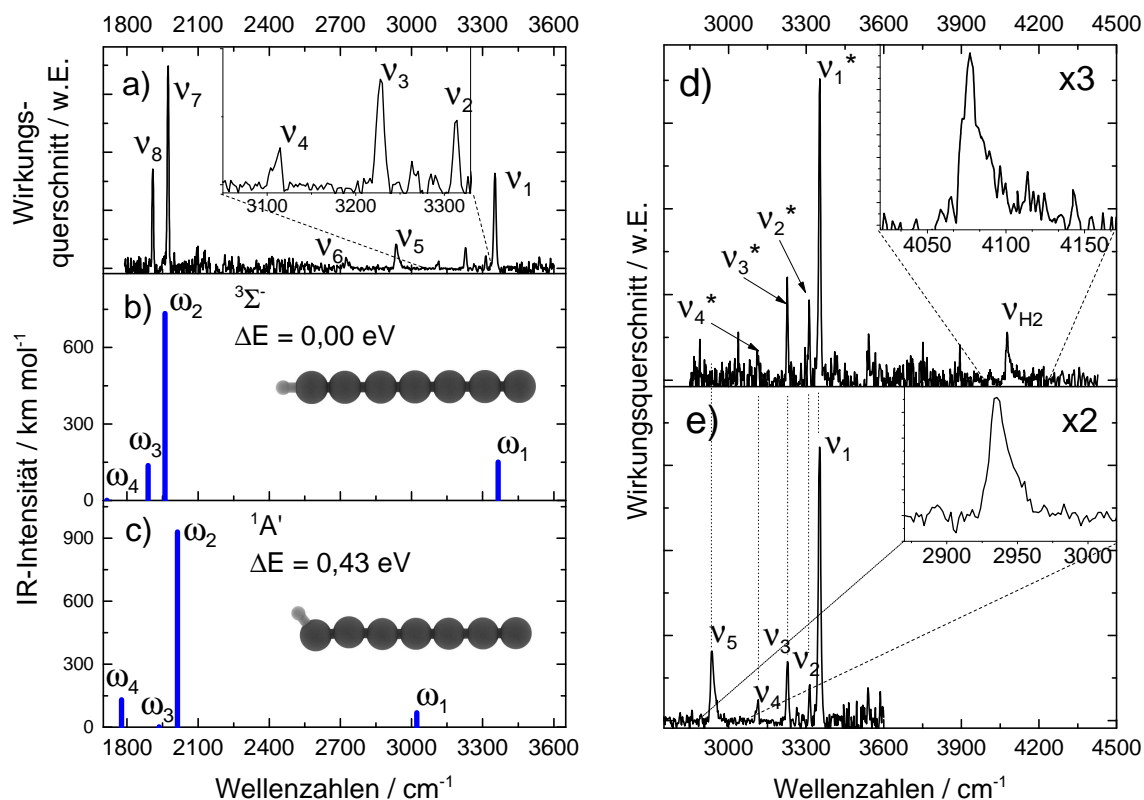 1800 2100 2400 2700 3000 3300 3600
a)
ν8
ν7
ν4
ν3
ν2
ν1
ν6
ν5
3100 3200 3300
Wirkungs-
querschnitt / w.E.
b)
ω2
³Σ⁻
ΔE = 0,00 eV
ω3
ω4
ω1
600
300
0
c)
ω2
¹A'
ΔE = 0,43 eV
ω4
ω3
ω1
900
600
300
0
IR-Intensität / km mol⁻¹
1800 2100 2400 2700 3000 3300 3600
Wellenzahlen / cm⁻¹
3000 3300 3600 3900 4200 4500
d)
ν1*
x3
ν2*
ν3*
ν4*
νH2
4050 4100 4150
e)
ν1
x2
ν5
ν3
ν2
ν4
2900 2950 3000
Wirkungsquerschnitt / w.E.
3000 3300 3600 3900 4200 4500
Wellenzahlen / cm⁻¹